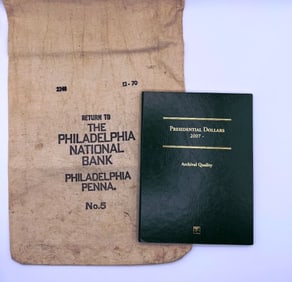 2248 12-70
RETURN TO
THE
PHILADELPHIA
NATIONAL
BANK
PHILADELPHIA
PENNA.
No.5
PRESIDENTIAL DOLLARS
2007 -
Archival Quality